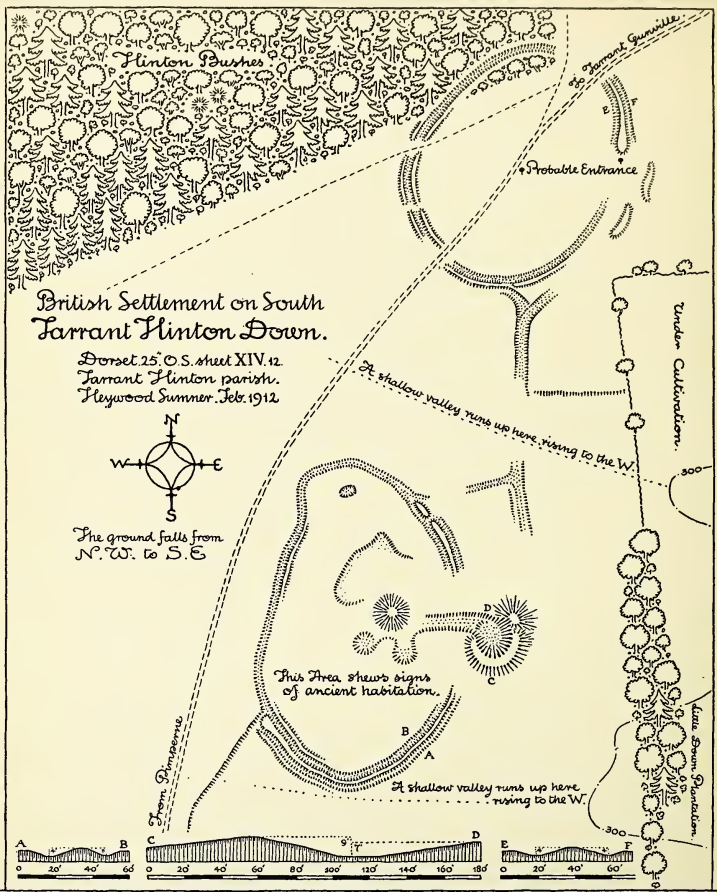 Hinton Bushes
To Tarrant Gunville
E F
Probable Entrance
British Settlement on South
Tarrant Hinton Down.
Dorset. 25". O.S. sheet XIV. 12.
Tarrant Hinton parish.
Heywood Sumner. Feb. 1912
Under Cultivation.
A shallow valley runs up here rising to the W.
N
W E
S
300
The ground falls from
N.W. to S.E
D
C
This Area shews signs
of ancient habitation.
B
A
From Pimperne
Little Down Plantation
A shallow valley runs up here
rising to the W.
300
A B
0 20' 40' 60'
C D
9' 7'
0 20' 40' 60' 80' 100' 120' 140' 160' 180'
E F
0 20' 40' 60'